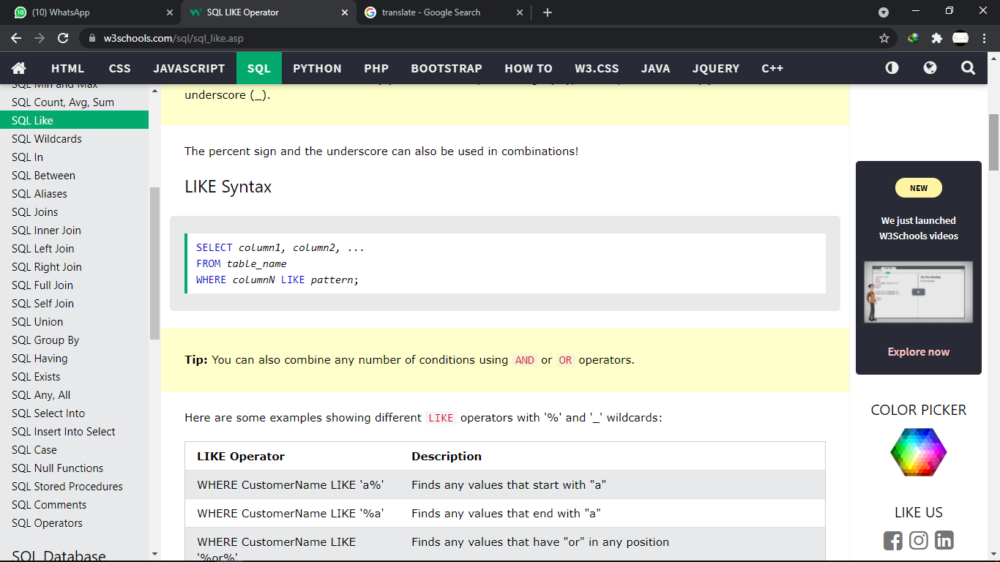 (10) WhatsApp
SQL LIKE Operator
translate - Google Search
w3schools.com/sql/sql_like.asp
HTML CSS JAVASCRIPT SQL PYTHON PHP BOOTSTRAP HOW TO W3.CSS JAVA JQUERY C++
SQL Min and Max
SQL Count, Avg, Sum
SQL Like
SQL Wildcards
SQL In
SQL Between
SQL Aliases
SQL Joins
SQL Inner Join
SQL Left Join
SQL Right Join
SQL Full Join
SQL Self Join
SQL Union
SQL Group By
SQL Having
SQL Exists
SQL Any, All
SQL Select Into
SQL Insert Into Select
SQL Case
SQL Null Functions
SQL Stored Procedures
SQL Comments
SQL Operators
SQL Database
underscore (_).
The percent sign and the underscore can also be used in combinations!
LIKE Syntax
SELECT column1, column2, ...
FROM table_name
WHERE columnN LIKE pattern;
Tip: You can also combine any number of conditions using AND or OR operators.
Here are some examples showing different LIKE operators with '%' and '_' wildcards:
LIKE Operator Description
WHERE CustomerName LIKE 'a%' Finds any values that start with "a"
WHERE CustomerName LIKE '%a' Finds any values that end with "a"
WHERE CustomerName LIKE Finds any values that have "or" in any position
'%or%'
NEW
We just launched
W3Schools videos
Explore now
COLOR PICKER
LIKE US